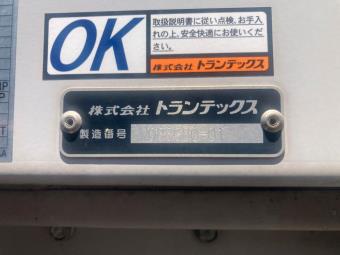 OK
取扱説明書に従い点検、お手入
れの上、安全快適にお使いくだ
さい。
株式会社 トランテックス
株式会社 トランテックス
製造番号